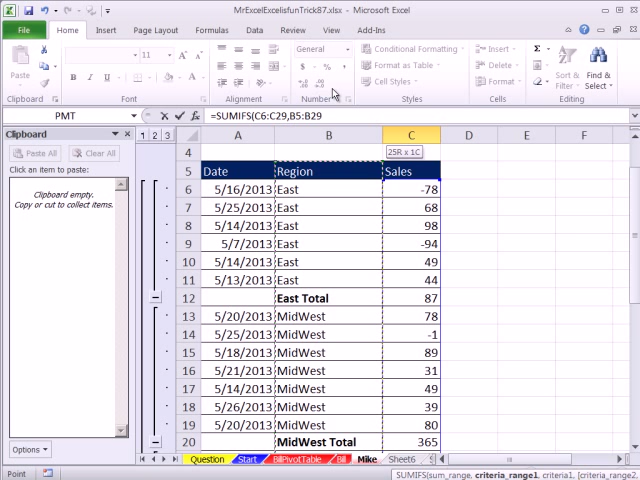 MrExcelExcelisfunTrick87.xlsx - Microsoft Excel
File Home Insert Page Layout Formulas Data Review View Add-Ins
Paste
11
B I U
General
$ - % ,
Conditional Formatting
Format as Table
Cell Styles
Insert
Delete
Format
Sort & Filter
Find & Select
Clipboard Font Alignment Number Styles Cells Editing
PMT =SUMIFS(C6:C29,B5:B29
Clipboard
Paste All Clear All
Click an item to paste:
Clipboard empty.
Copy or cut to collect items.
Options
1 2 3 A B C D E F
4 25R x 1C
5 Date Region Sales
6 5/16/2013 East -78
7 5/25/2013 East 68
8 5/14/2013 East 98
9 5/7/2013 East -94
10 5/14/2013 East 49
11 5/13/2013 East 44
12 East Total 87
13 5/20/2013 MidWest 78
14 5/25/2013 MidWest -1
15 5/18/2013 MidWest 89
16 5/21/2013 MidWest 31
17 5/14/2013 MidWest 49
18 5/26/2013 MidWest 39
19 5/20/2013 MidWest 80
20 MidWest Total 365
Question Start BillPivotTable Bill Mike Sheet6
Point
SUMIFS(sum_range, criteria_range1, criteria1, [criteria_range2,